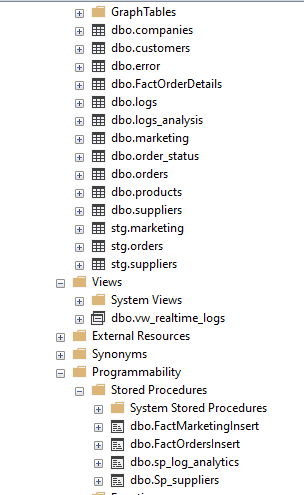 GraphTables
dbo.companies
dbo.customers
dbo.error
dbo.FactOrderDetails
dbo.logs
dbo.logs_analysis
dbo.marketing
dbo.order_status
dbo.orders
dbo.products
dbo.suppliers
stg.marketing
stg.orders
stg.suppliers
Views
System Views
dbo.vw_realtime_logs
External Resources
Synonyms
Programmability
Stored Procedures
System Stored Procedures
dbo.FactMarketingInsert
dbo.FactOrdersInsert
dbo.sp_log_analytics
dbo.Sp_suppliers